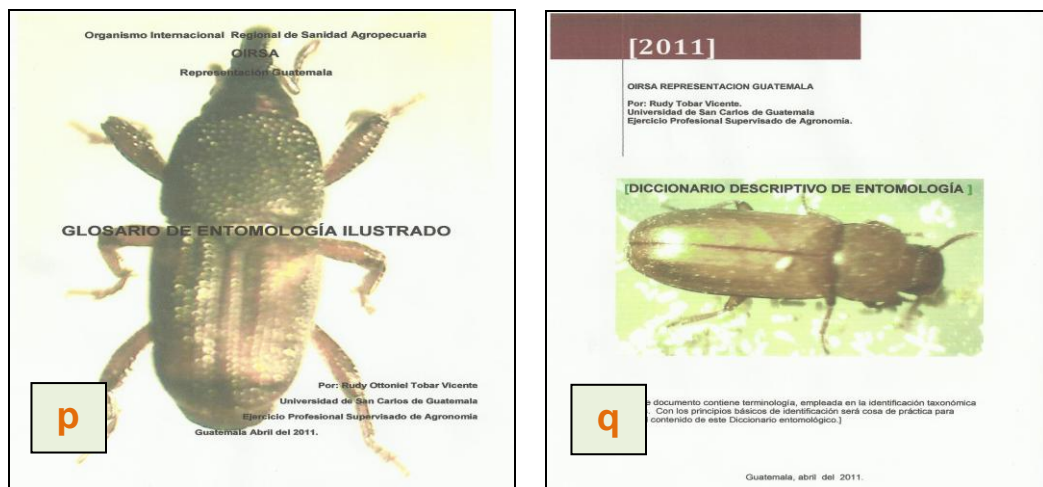 Organismo Internacional Regional de Sanidad Agropecuaria
OIRSA
Representación Guatemala
GLOSARIO DE ENTOMOLOGÍA ILUSTRADO
Por: Rudy Ottoniel Tobar Vicente
Universidad de San Carlos de Guatemala
Ejercicio Profesional Supervisado de Agronomia
Guatemala Abril del 2011.
p
[2011]
OIRSA REPRESENTACION GUATEMALA
Por: Rudy Tobar Vicente.
Universidad de San Carlos de Guatemala
Ejercicio Profesional Supervisado de Agronomia.
[DICCIONARIO DESCRIPTIVO DE ENTOMOLOGÍA ]
documento contiene terminología, empleada en la identificación taxonómica
. Con los principios básicos de identificación será cosa de práctica para
contenido de este Diccionario entomológico.]
q
Guatemala, abril del 2011.